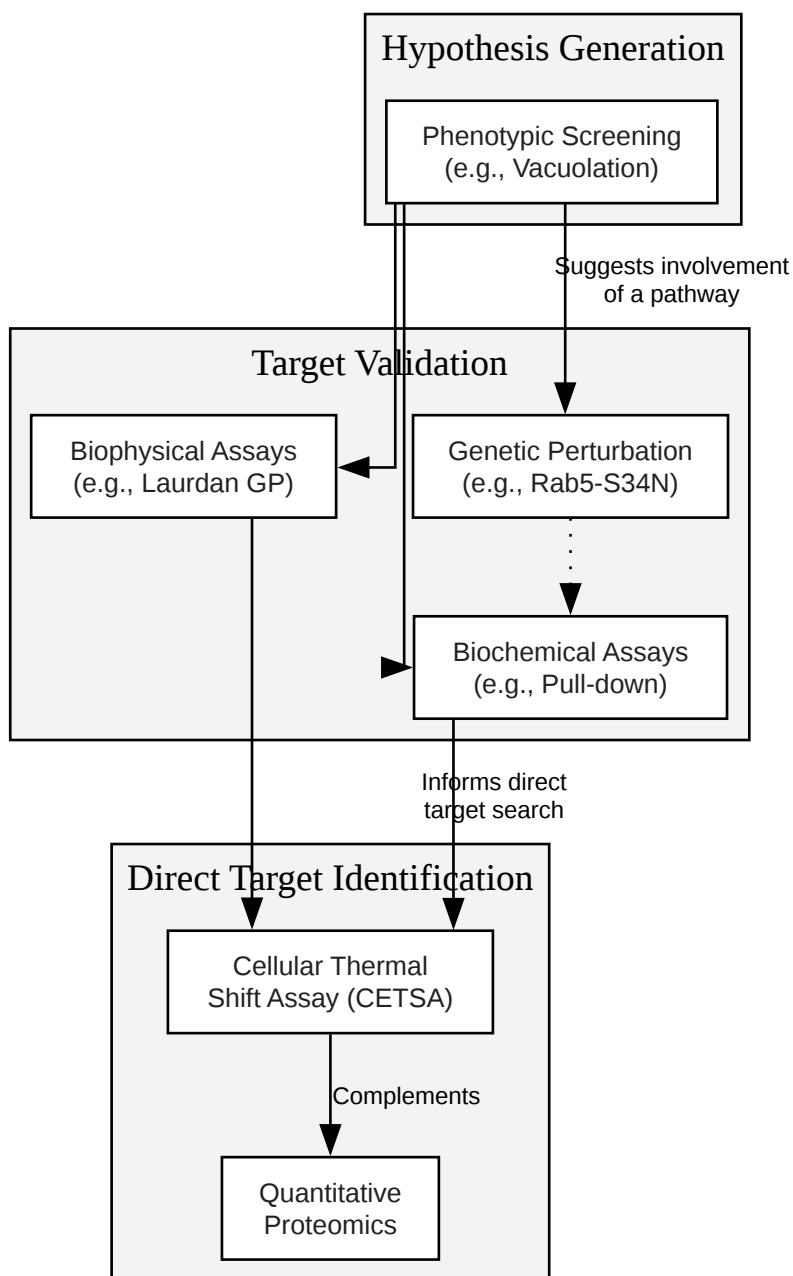 Hypothesis Generation
Phenotypic Screening
(e.g., Vacuolation)
Suggests involvement
of a pathway
Target Validation
Biophysical Assays
(e.g., Laurdan GP)
Genetic Perturbation
(e.g., Rab5-S34N)
Biochemical Assays
(e.g., Pull-down)
Informs direct
target search
Direct Target Identification
Cellular Thermal
Shift Assay (CETSA)
Complements
Quantitative
Proteomics